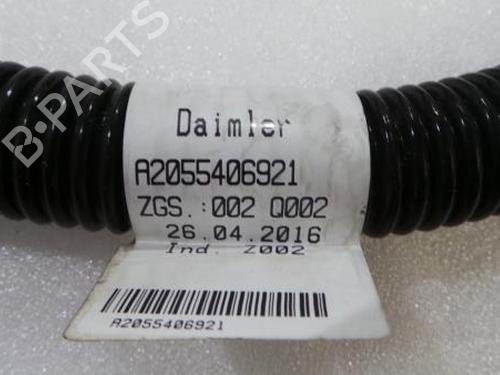 B-PARTS
Daimler
A2055406921
ZGS.:002 Q002
26.04.2016
Ind. Z002
A2055406921